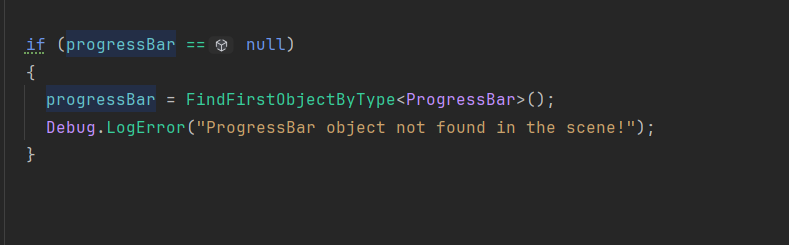 if (progressBar == null)
{
progressBar = FindFirstObjectByType<ProgressBar>();
Debug.LogError("ProgressBar object not found in the scene!");
}